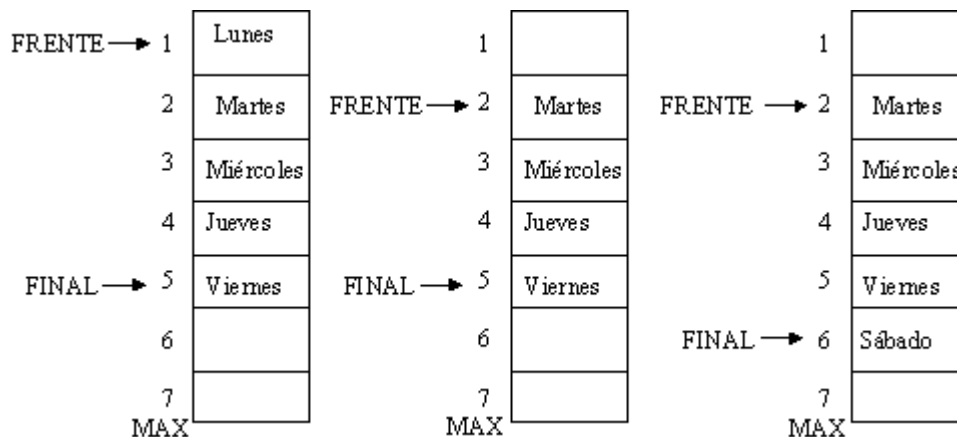 FRENTE 1 Lunes
2 Martes
3 Miércoles
4 Jueves
FINAL 5 Viernes
6
7
MAX
1
FRENTE 2 Martes
3 Miércoles
4 Jueves
FINAL 5 Viernes
6
7
MAX
1
FRENTE 2 Martes
3 Miércoles
4 Jueves
5 Viernes
FINAL 6 Sábado
7
MAX